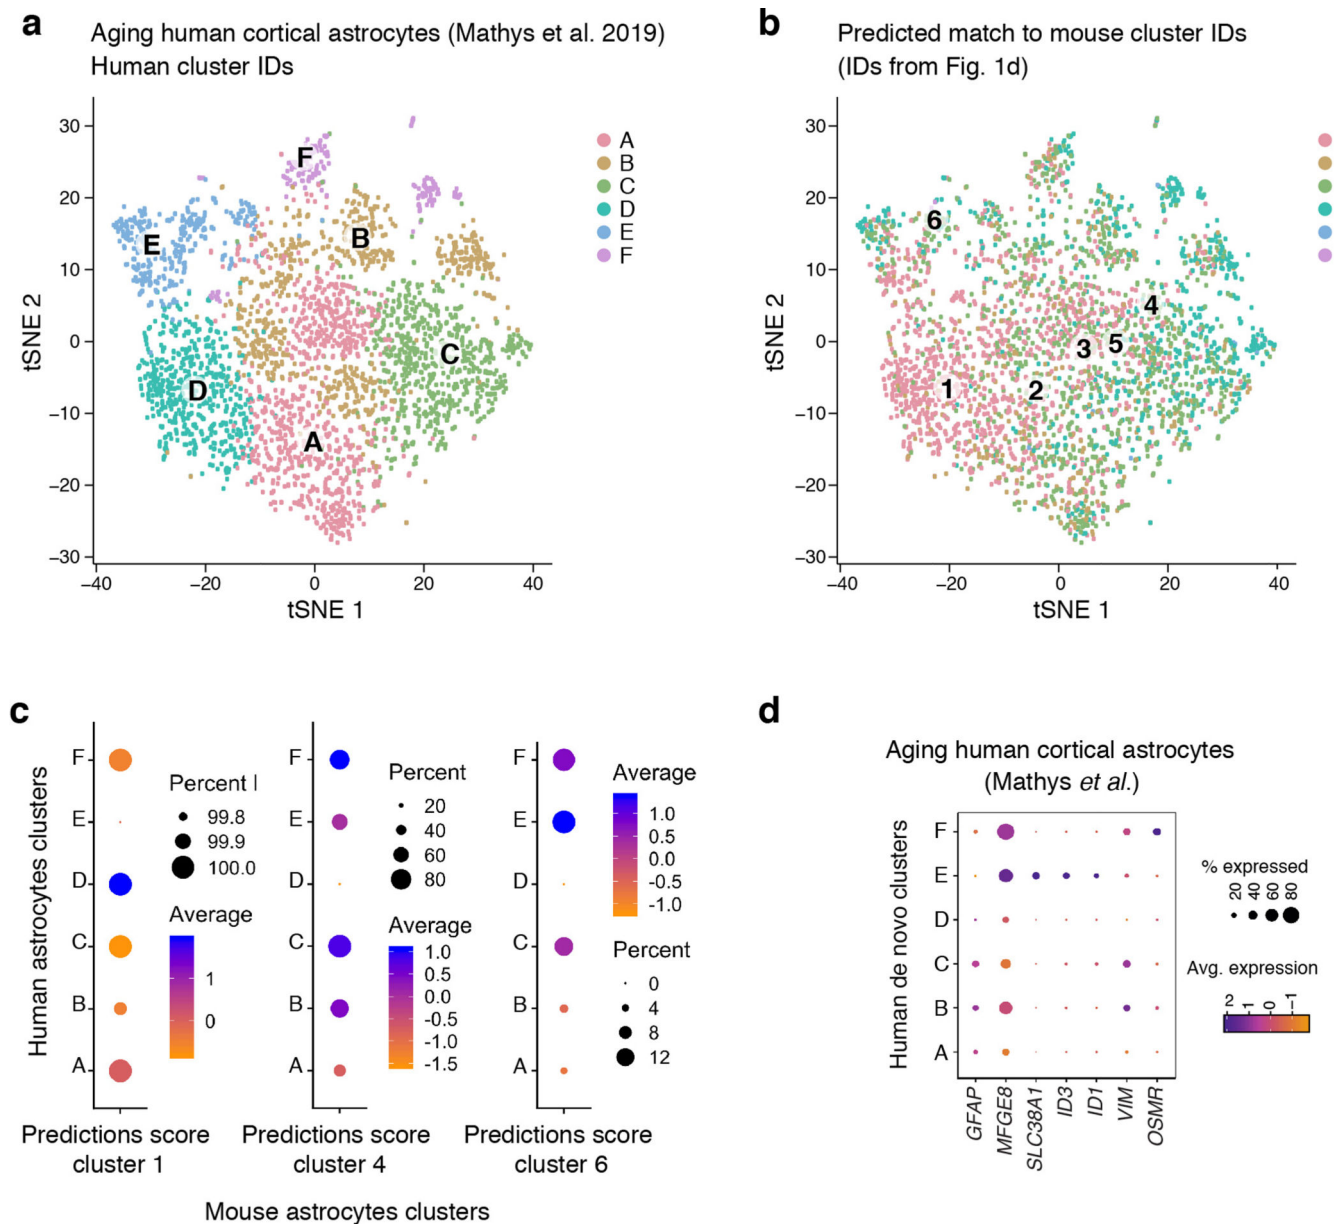 a
Aging human cortical astrocytes (Mathys et al. 2019)
Human cluster IDs
30
20
10
0
−10
−20
−30
−40
−20
0
20
40
tSNE 2
tSNE 1
F
E
B
C
D
A
A
B
C
D
E
F
b
Predicted match to mouse cluster IDs
(IDs from Fig. 1d)
30
20
10
0
−10
−20
−30
−40
−20
0
20
40
tSNE 2
tSNE 1
6
4
5
3
1
2
c
Human astrocytes clusters
F
E
D
C
B
A
Percent
99.8
99.9
100.0
Average
1
0
Predictions score
cluster 1
F
E
D
C
B
A
Percent
20
40
60
80
Average
1.0
0.5
0.0
-0.5
-1.0
-1.5
Predictions score
cluster 4
F
E
D
C
B
A
Average
1.0
0.5
0.0
-0.5
-1.0
Percent
0
4
8
12
Predictions score
cluster 6
Mouse astrocytes clusters
d
Aging human cortical astrocytes
(Mathys et al.)
Human de novo clusters
F
E
D
C
B
A
GFAP
MFGE8
SLC38A1
ID3
ID1
VIM
OSMR
% expressed
20
40
60
80
Avg. expression
2
1
0
−1